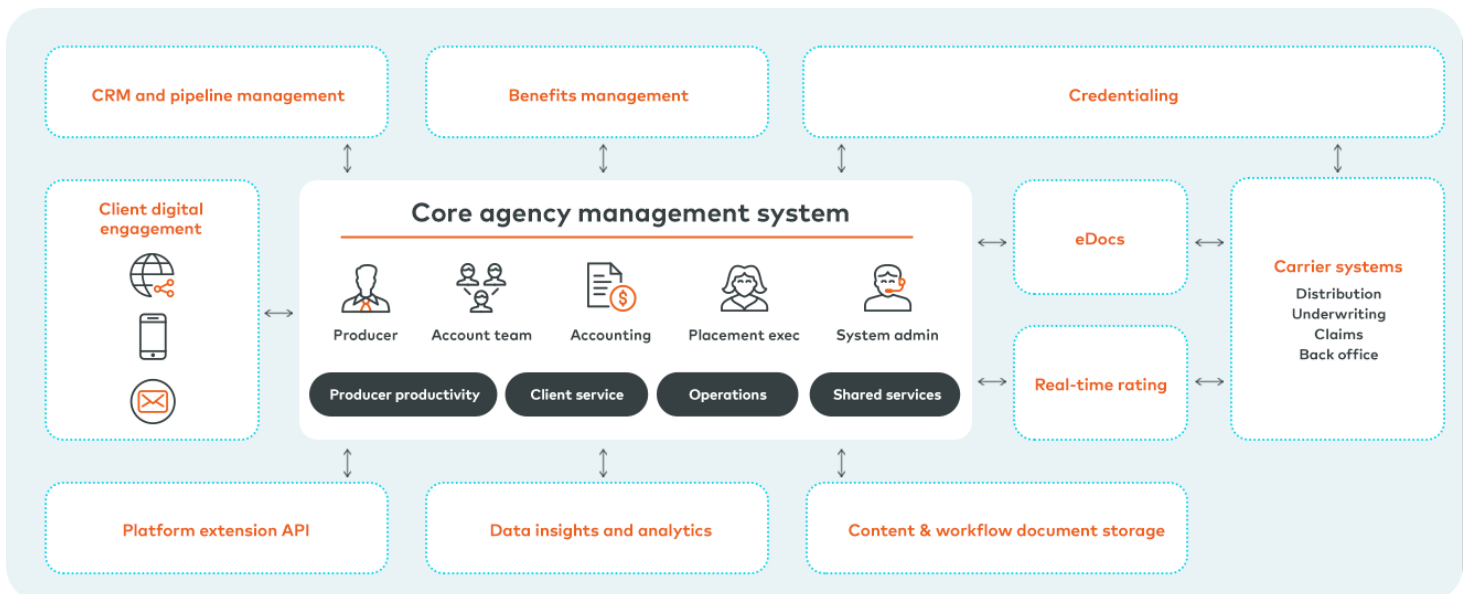 CRM and pipeline management
Benefits management
Credentialing
Client digital
engagement
Core agency management system
Producer
Account team
Accounting
$
Placement exec
System admin
Producer productivity
Client service
Operations
Shared services
eDocs
Real-time rating
Carrier systems
Distribution
Underwriting
Claims
Back office
Platform extension API
Data insights and analytics
Content & workflow document storage